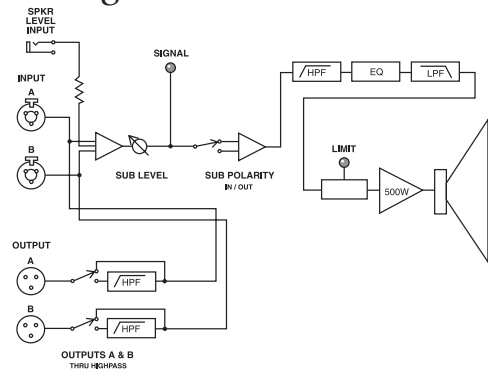 SPKR
LEVEL
INPUT
INPUT
A
B
SIGNAL
SUB LEVEL
SUB POLARITY
IN / OUT
HPF
EQ
LPF
LIMIT
500W
OUTPUT
A
HPF
B
HPF
OUTPUTS A & B
THRU HIGHPASS